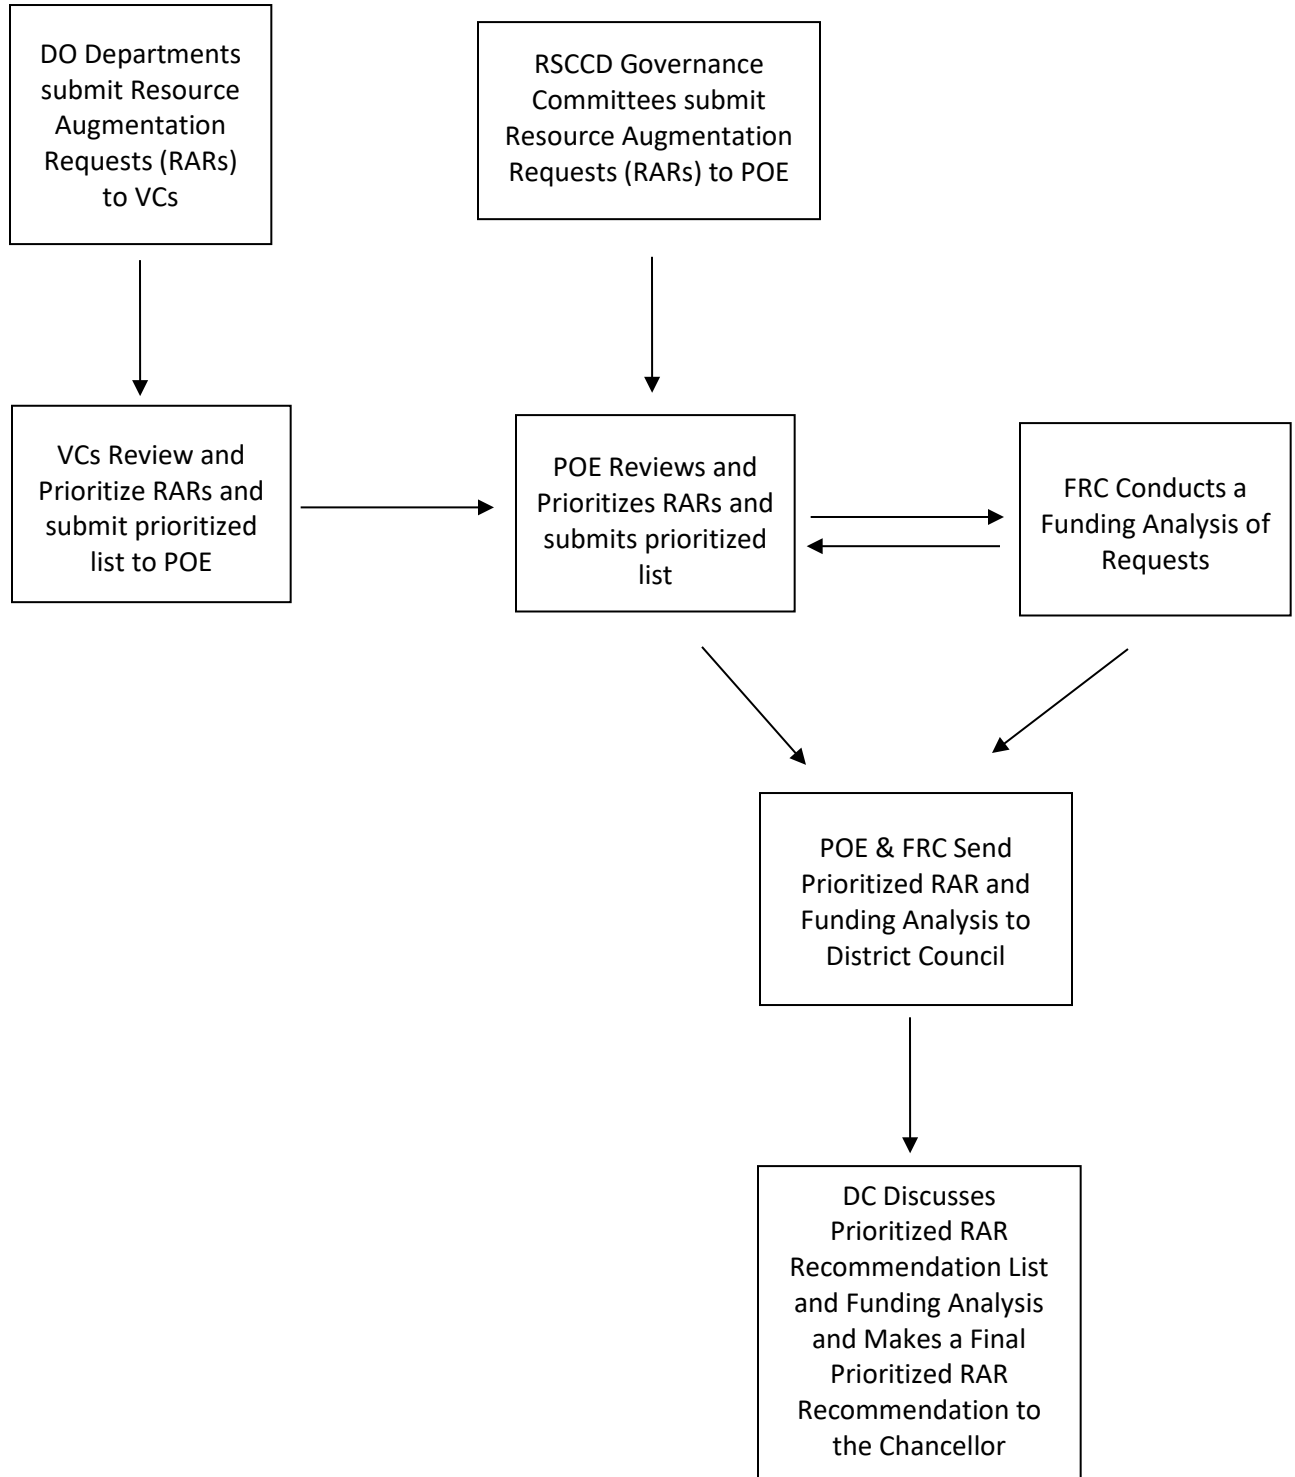 DO Departments
submit Resource
Augmentation
Requests (RARs)
to VCs
RSCCD Governance
Committees submit
Resource Augmentation
Requests (RARs) to POE
VCs Review and
Prioritize RARs and
submit prioritized
list to POE
POE Reviews and
Prioritizes RARs and
submits prioritized
list
FRC Conducts a
Funding Analysis of
Requests
POE & FRC Send
Prioritized RAR and
Funding Analysis to
District Council
DC Discusses
Prioritized RAR
Recommendation List
and Funding Analysis
and Makes a Final
Prioritized RAR
Recommendation to
the Chancellor